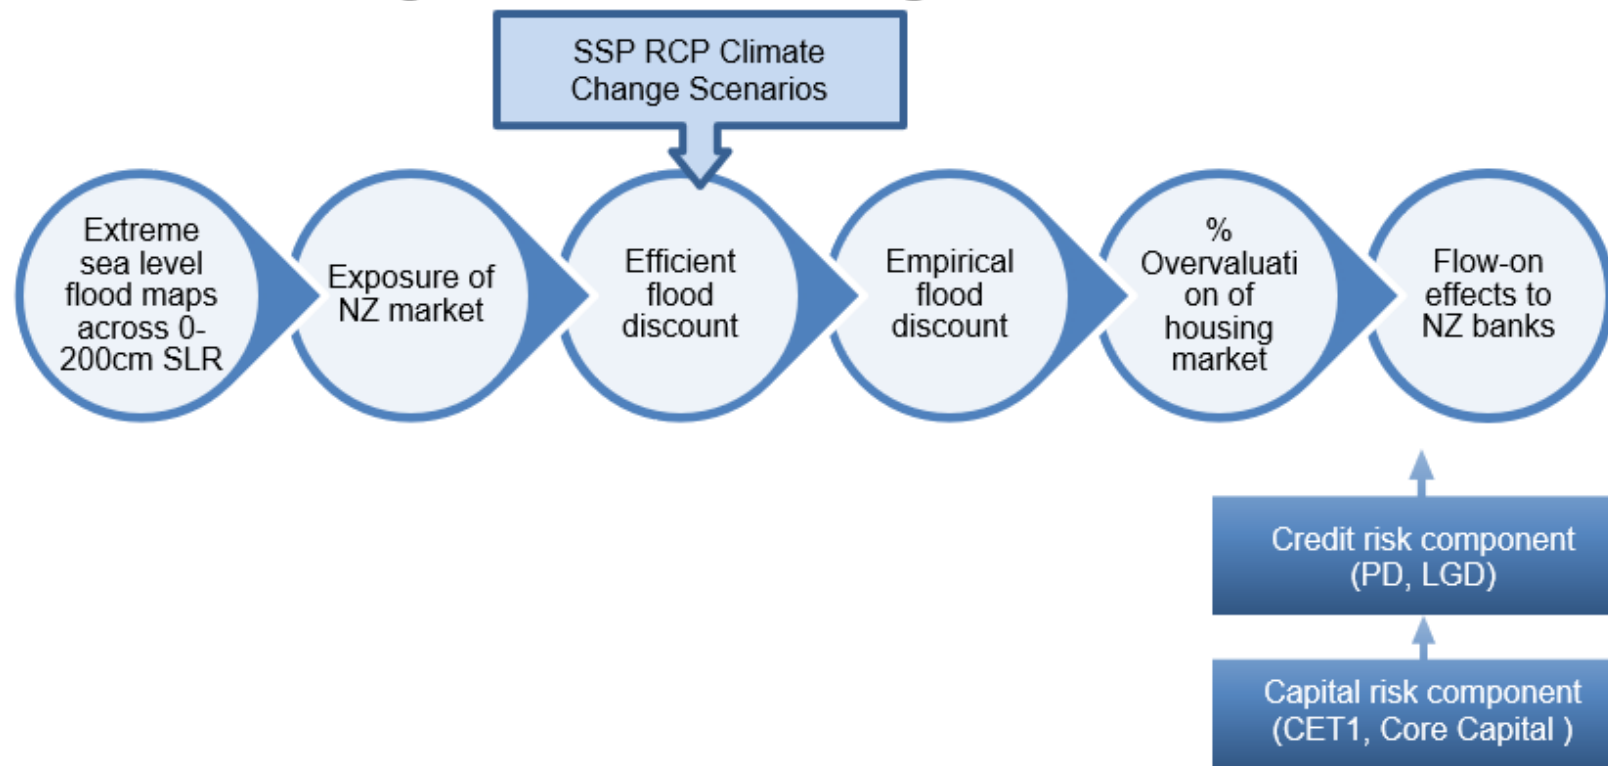 SSP RCP Climate
Change Scenarios
Extreme
sea level
flood maps
across 0-
200cm SLR
Exposure of
NZ market
Efficient
flood
discount
Empirical
flood
discount
%
Overvaluati
on of
housing
market
Flow-on
effects to
NZ banks
Credit risk component
(PD, LGD)
Capital risk component
(CET1, Core Capital )